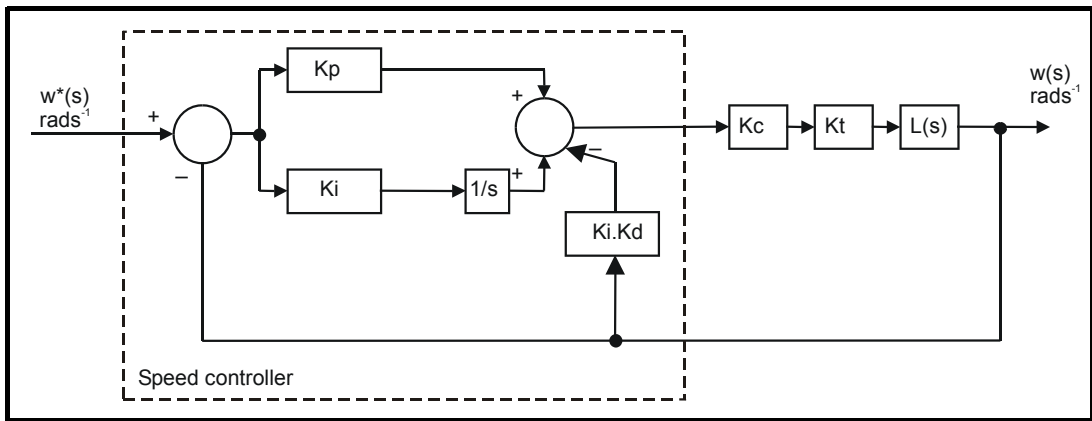 w*(s)
rads-1
+
−
Kp
Ki
1/s
+
+
−
Ki.Kd
Kc
Kt
L(s)
w(s)
rads-1
Speed controller